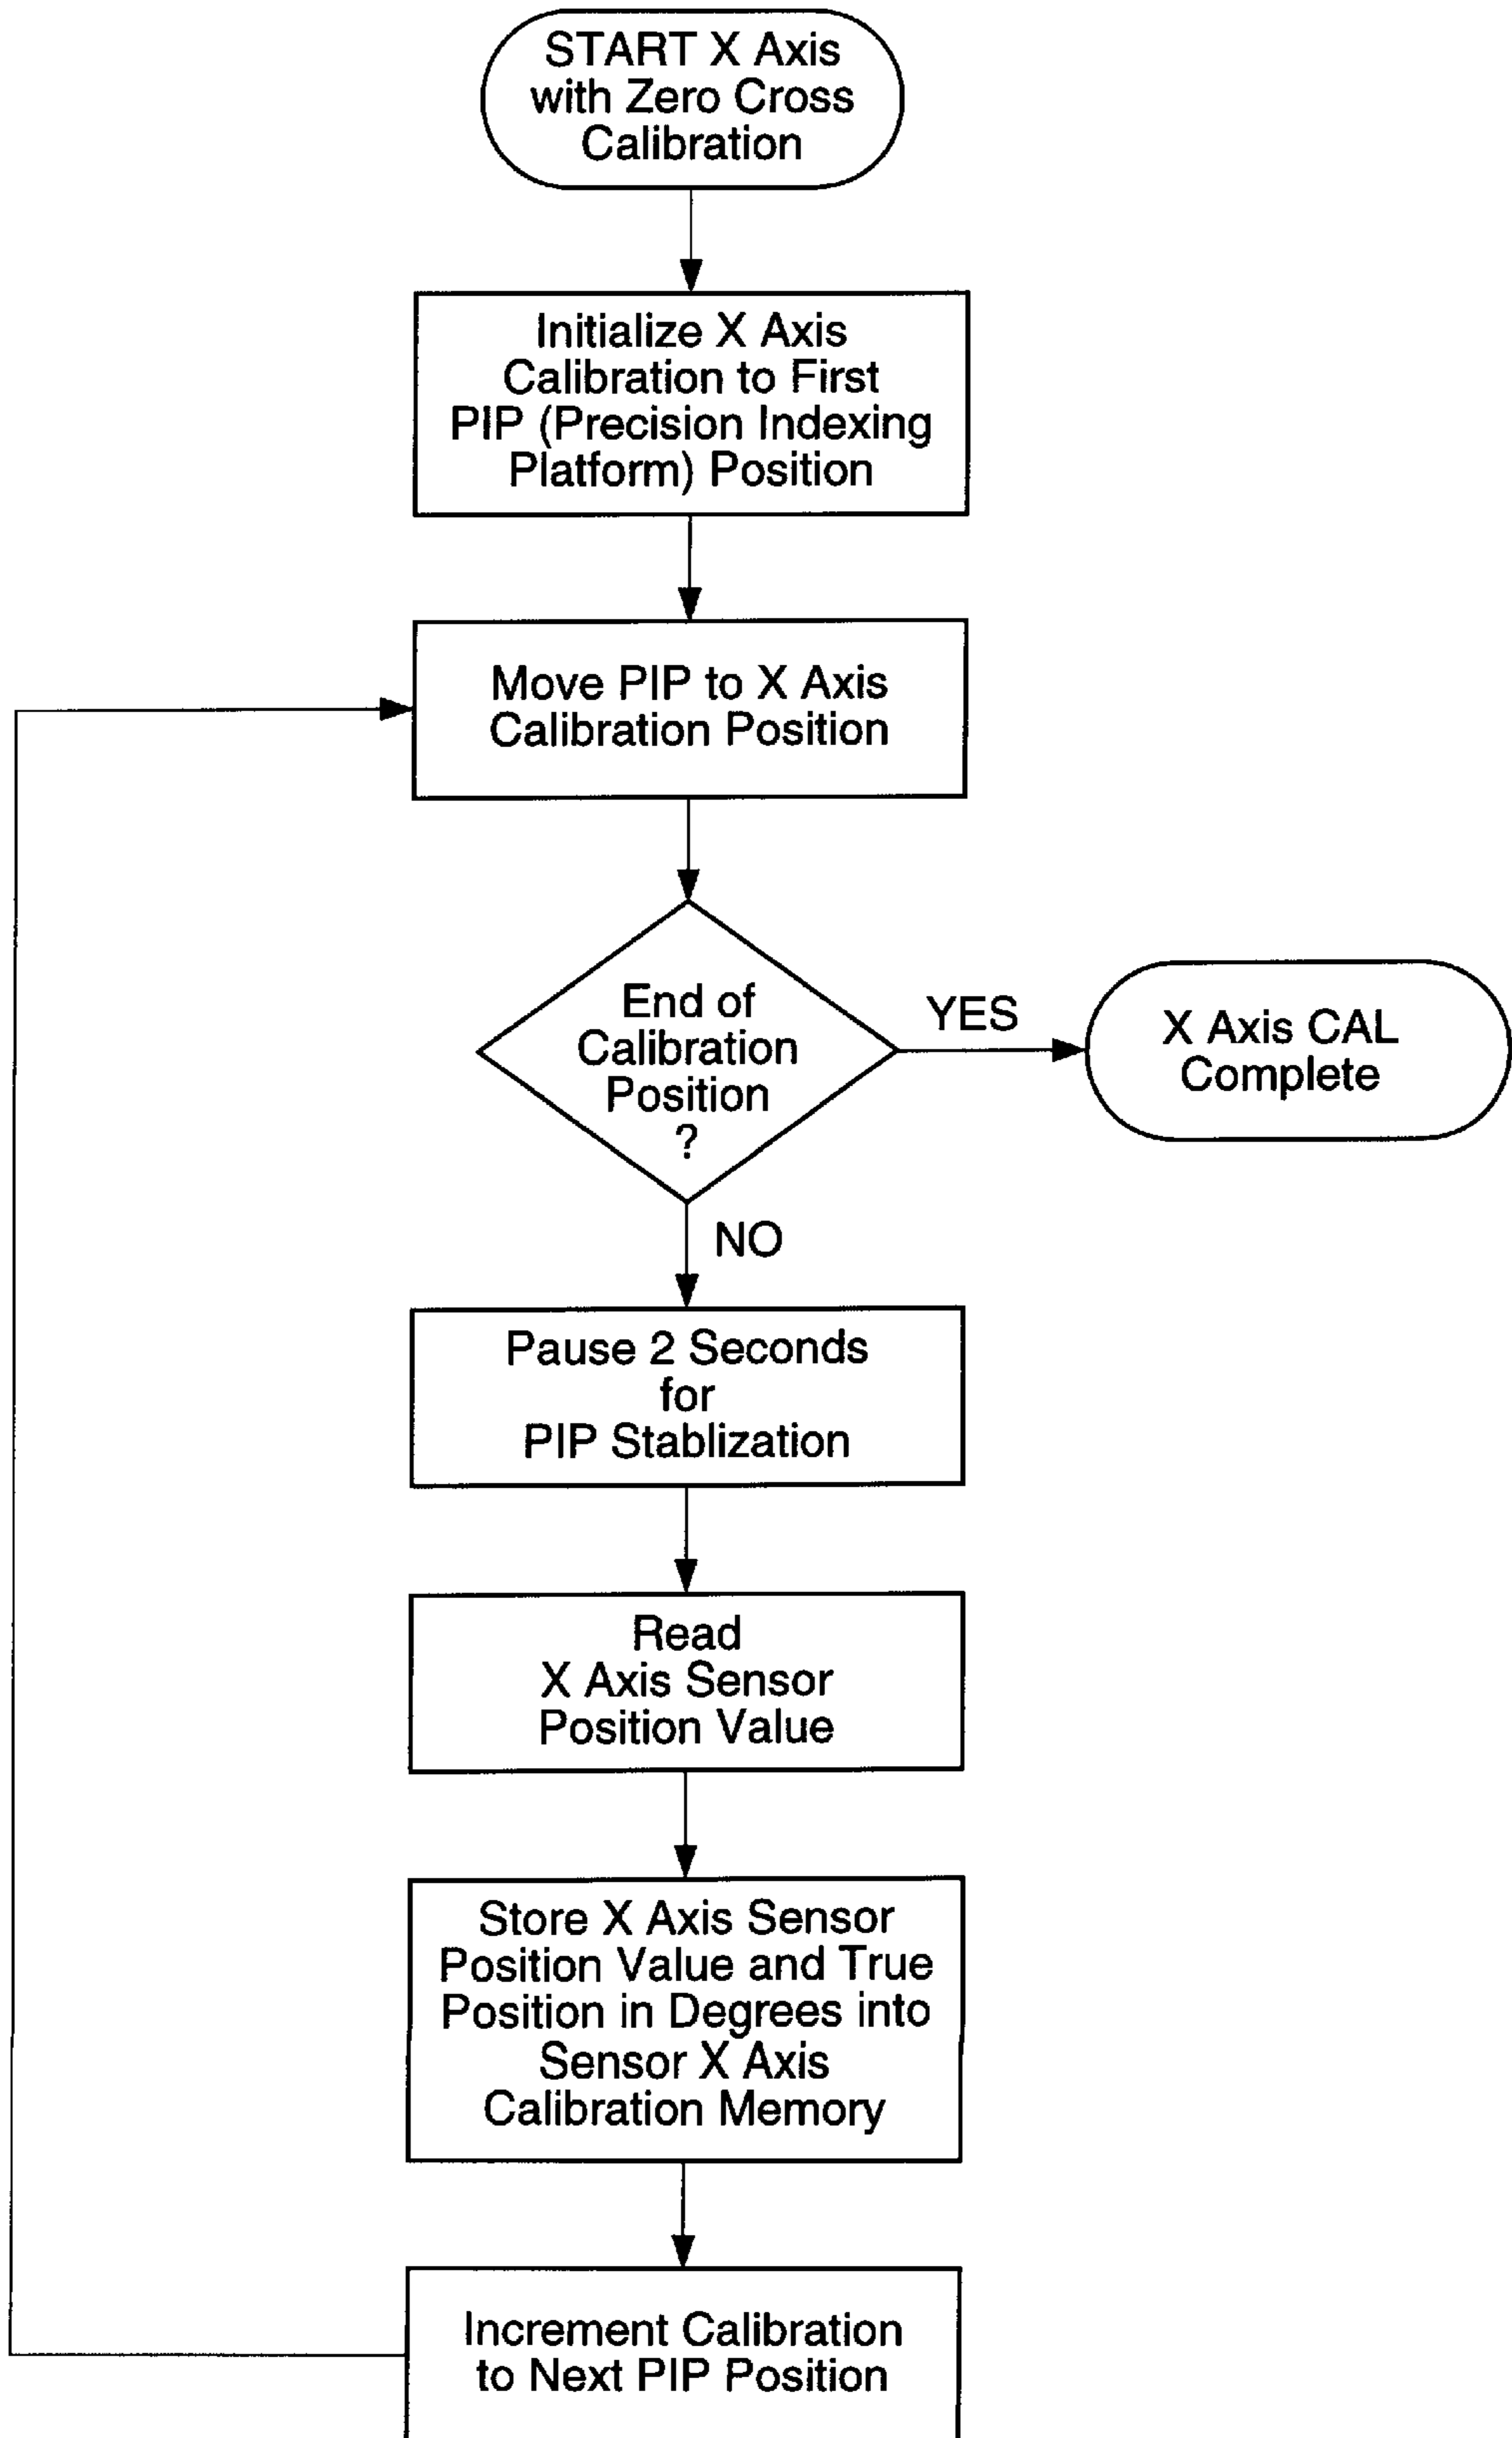 START X Axis
with Zero Cross
Calibration
Initialize X Axis
Calibration to First
PIP (Precision Indexing
Platform) Position
Move PIP to X Axis
Calibration Position
End of
Calibration
Position
?
YES
X Axis CAL
Complete
NO
Pause 2 Seconds
for
PIP Stablization
Read
X Axis Sensor
Position Value
Store X Axis Sensor
Position Value and True
Position in Degrees into
Sensor X Axis
Calibration Memory
Increment Calibration
to Next PIP Position